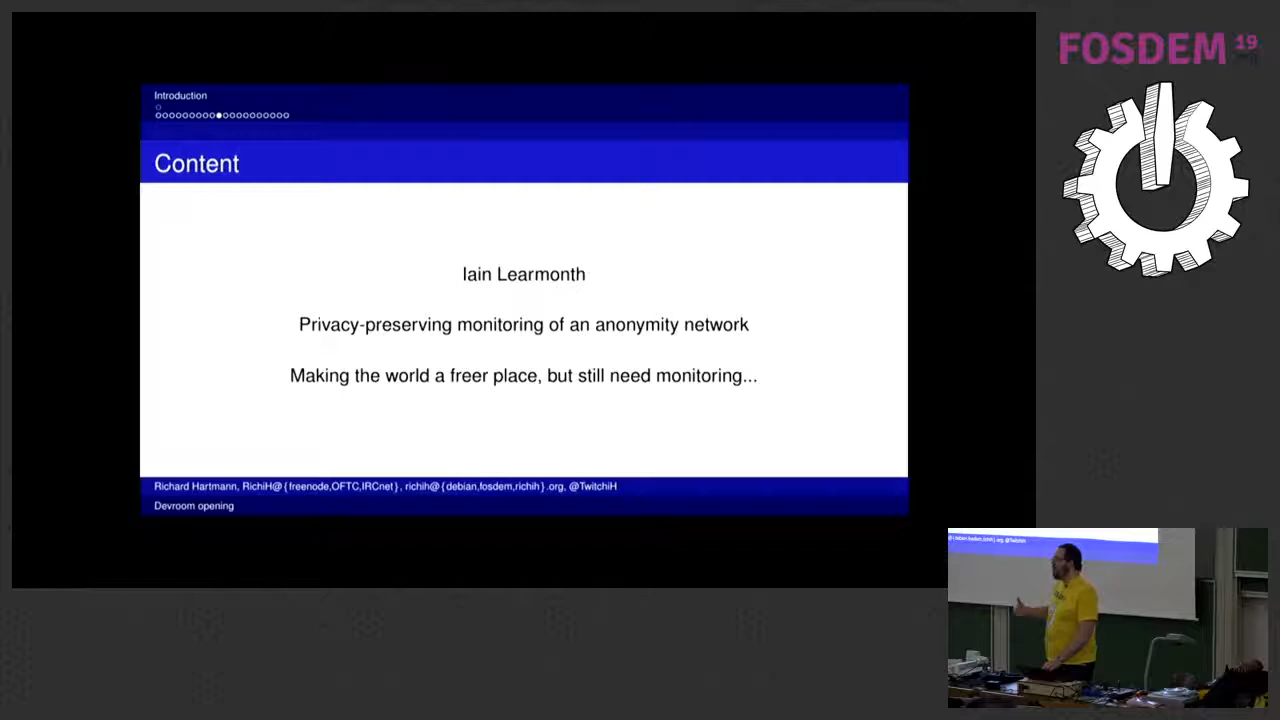 FOSDEM 19
Introduction
Content
Iain Learmonth
Privacy-preserving monitoring of an anonymity network
Making the world a freer place, but still need monitoring...
Richard Hartmann, RichiH@{freenode,OFTC,IRCnet}, richih@{debian,fosdem,richih}.org, @TwitchiH
Devroom opening